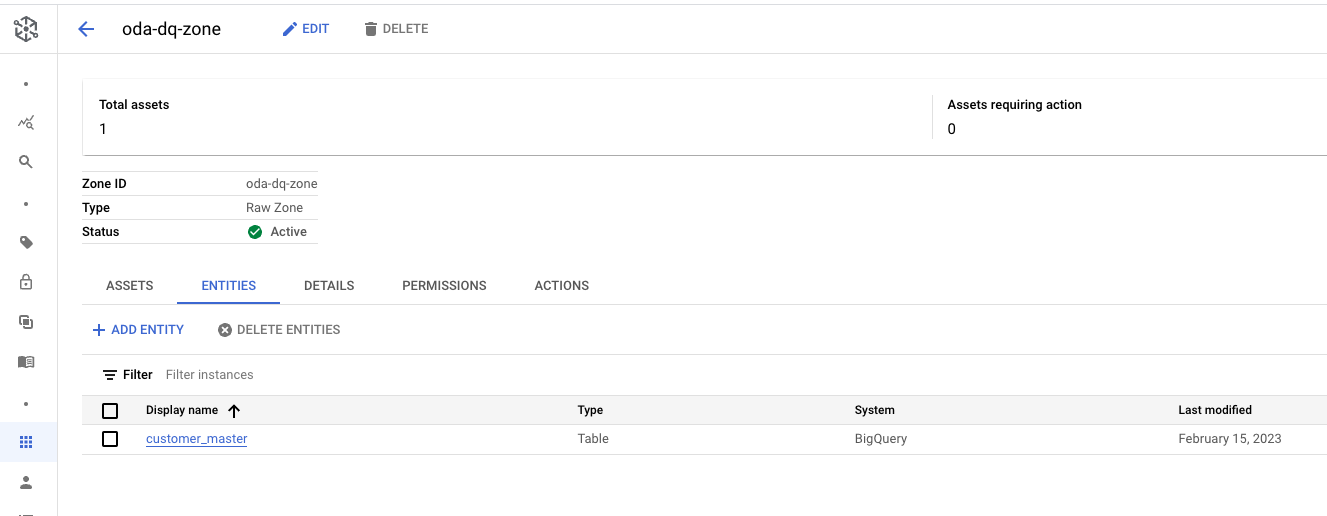 oda-dq-zone EDIT DELETE
Total assets Assets requiring action
1 0
Zone ID oda-dq-zone
Type Raw Zone
Status Active
ASSETS ENTITIES DETAILS PERMISSIONS ACTIONS
ADD ENTITY DELETE ENTITIES
Filter Filter instances
Display name Type System Last modified
customer_master Table BigQuery February 15, 2023